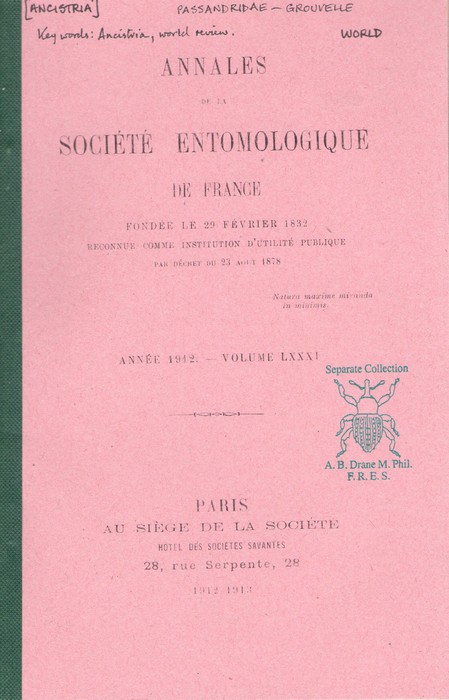 [ANCISTRIA] PASSANDRIDAE — GROUVELLE
Key words: Ancistria, world review. WORLD
ANNALES
DE LA
SOCIÉTÉ ENTOMOLOGIQUE
DE FRANCE
FONDÉE LE 29 FÉVRIER 1832
RECONNUE COMME INSTITUTION D'UTILITÉ PUBLIQUE
PAR DÉCRET DU 23 AOUT 1878
Natura maxime miranda
in minimis.
ANNÉE 1912. — VOLUME LXXXI
Separate Collection
A. B. Drane M. Phil.
F. R. E. S.
PARIS
AU SIÈGE DE LA SOCIÉTÉ
HOTEL DES SOCIÉTÉS SAVANTES
28, rue Serpente, 28
1912-1913